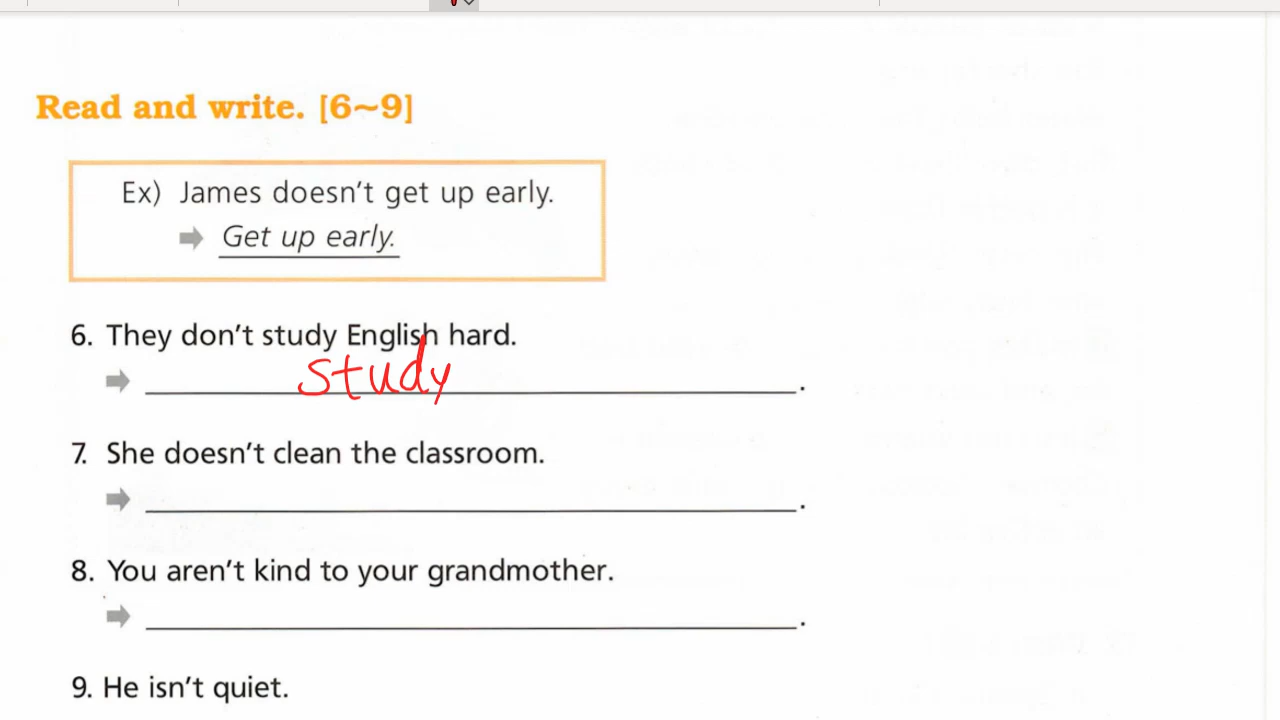 Read and write. [6~9]
Ex) James doesn't get up early.
➡ Get up early.
6. They don't study English hard.
➡ study .
7. She doesn't clean the classroom.
➡ .
8. You aren't kind to your grandmother.
➡ .
9. He isn't quiet.